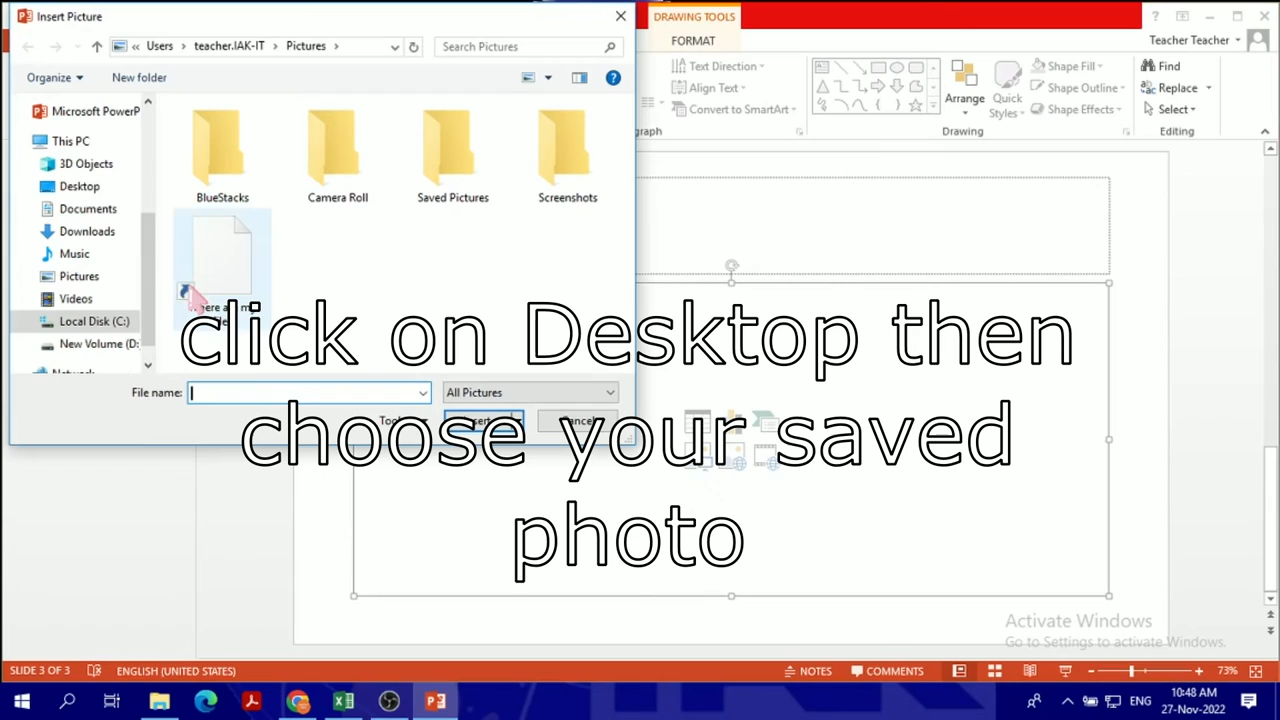 Insert Picture
DRAWING TOOLS
FORMAT
Teacher Teacher
« Users › teacher.IAK-IT › Pictures ›
Search Pictures
Organize
New folder
Text Direction
Align Text
Convert to SmartArt
Arrange
Quick Styles
Shape Fill
Shape Outline
Shape Effects
Find
Replace
Select
Drawing
Editing
Microsoft PowerP
This PC
3D Objects
Desktop
Documents
Downloads
Music
Pictures
Videos
Local Disk (C:)
New Volume (D:
BlueStacks
Camera Roll
Saved Pictures
Screenshots
click on Desktop then
choose your saved
photo
File name:
All Pictures
Cancel
Activate Windows
Go to Settings to activate Windows.
SLIDE 3 OF 3
ENGLISH (UNITED STATES)
NOTES
COMMENTS
73%
ENG
10:48 AM
27-Nov-2022